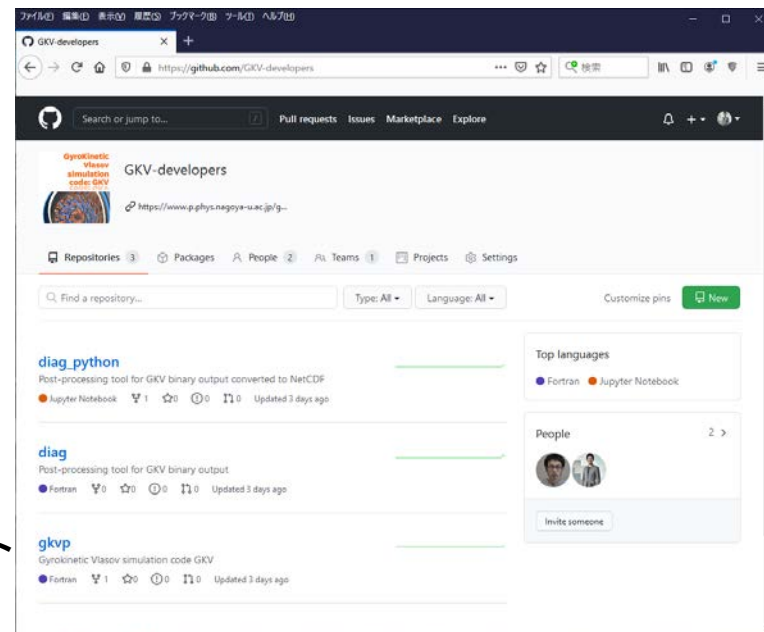 ファイル(F) 編集(E) 表示(V) 履歴(S) ブックマーク(B) ツール(T) ヘルプ(H)
GKV-developers
https://github.com/GKV-developers
検索
Search or jump to...
/
Pull requests Issues Marketplace Explore
GyroKinetic
Vlasov
simulation
code: GKV
GKV-developers
https://www.p.phys.nagoya-u.ac.jp/g...
Repositories 3 Packages People 2 Teams 1 Projects Settings
Find a repository... Type: All Language: All Customize pins New
diag_python
Post-processing tool for GKV binary output converted to NetCDF
Jupyter Notebook 1 0 0 0 Updated 3 days ago
diag
Post-processing tool for GKV binary output
Fortran 0 0 0 0 Updated 3 days ago
gkvp
Gyrokinetic Vlasov simulation code GKV
Fortran 1 0 0 0 Updated 3 days ago
Top languages
Fortran Jupyter Notebook
People 2 >
Invite someone